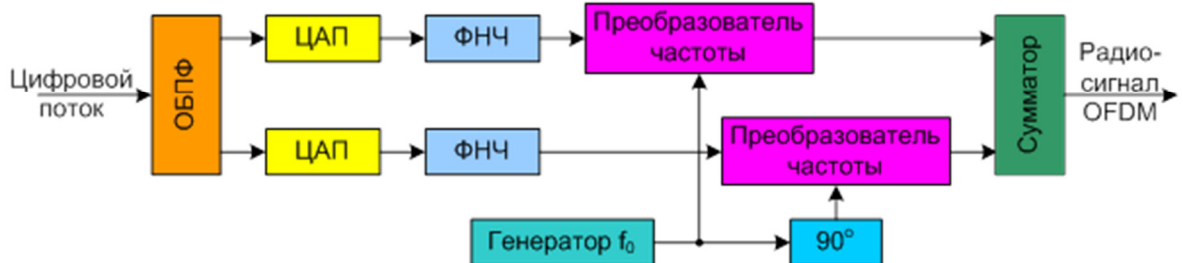 Цифровой
поток
ОБПФ
ЦАП
ФНЧ
Преобразователь
частоты
Сумматор
Радио-
сигнал
OFDM
ЦАП
ФНЧ
Преобразователь
частоты
Генератор f₀
90°